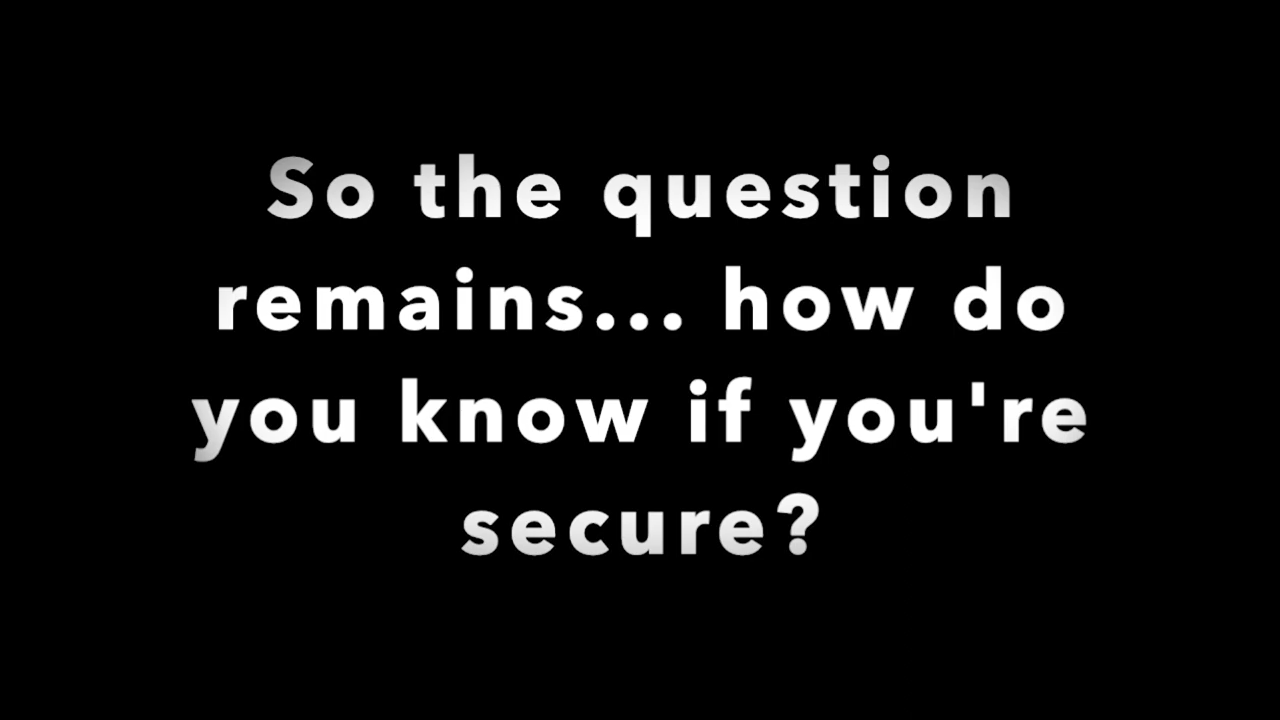 So the question
remains... how do
you know if you're
secure?